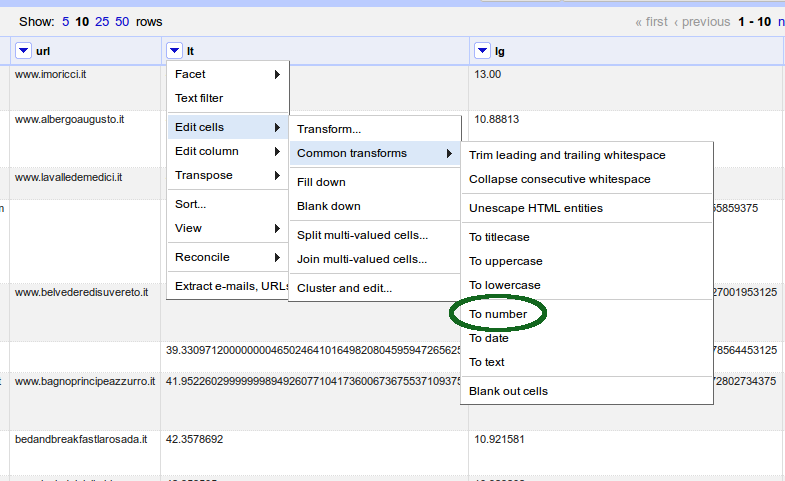 Show: 5 10 25 50 rows
« first ‹ previous 1 - 10 n
url lt lg
www.imoricci.it 13.00
Facet
Text filter
Edit cells
Edit column
Transpose
Sort...
View
Reconcile
Extract e-mails, URLs
Transform...
Common transforms
Fill down
Blank down
Split multi-valued cells...
Join multi-valued cells...
Cluster and edit...
Trim leading and trailing whitespace
Collapse consecutive whitespace
Unescape HTML entities
To titlecase
To uppercase
To lowercase
To number
To date
To text
Blank out cells
www.albergoaugusto.it 10.88813
www.lavalledemedici.it
m 55859375
www.belvederedisuvereto.it 27001953125
39.33097120000000046502464101649820804595947265625 78564453125
www.bagnoprincipeazzurro.it 41.95226029999999894926077104173600673675537109375 72802734375
bedandbreakfastlarosada.it 42.3578692 10.921581